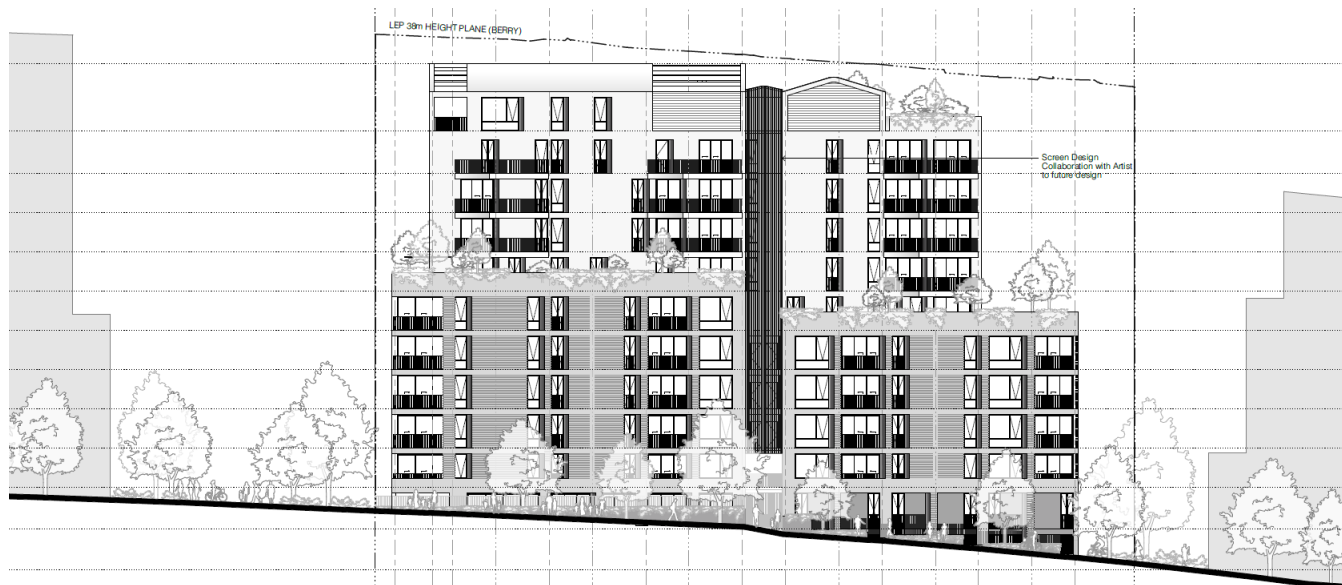 LEP 38m HEIGHT PLANE (BERRY)
Screen Design
Collaboration with Artist
to future design